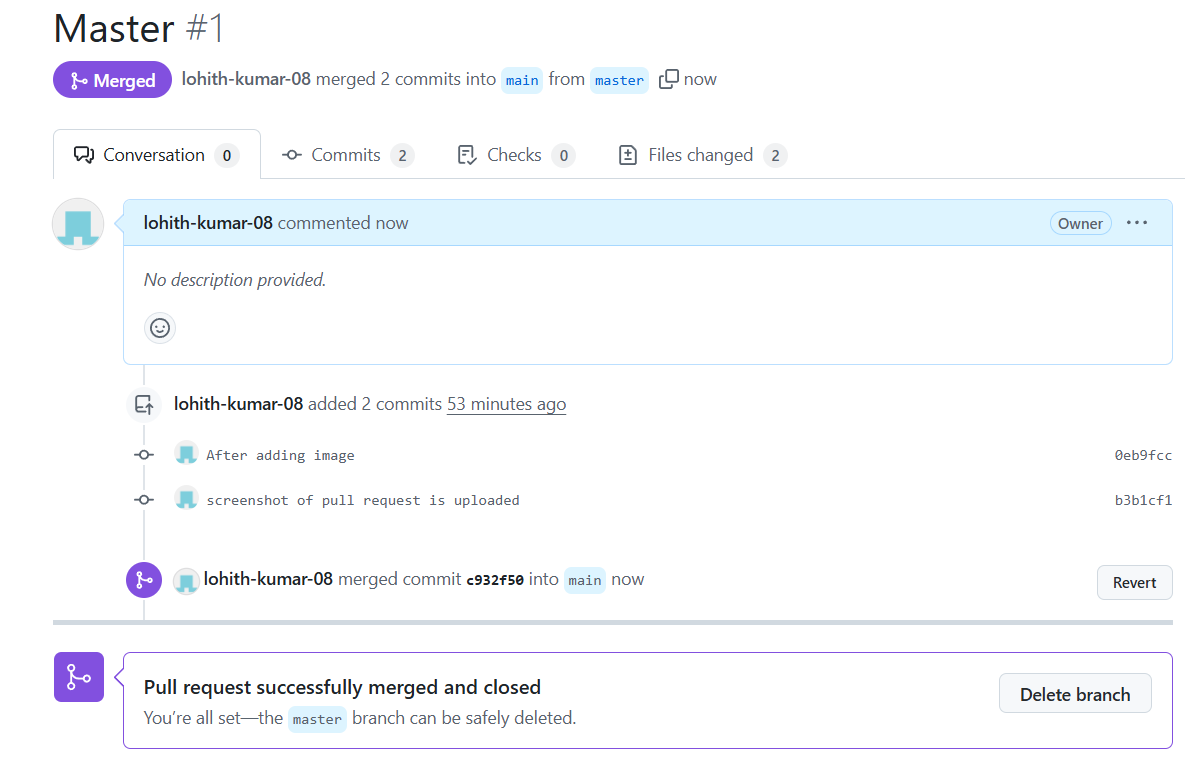 Master #1
Merged lohith-kumar-08 merged 2 commits into main from master now
Conversation 0 Commits 2 Checks 0 Files changed 2
lohith-kumar-08 commented now Owner
No description provided.
lohith-kumar-08 added 2 commits 53 minutes ago
After adding image 0eb9fcc
screenshot of pull request is uploaded b3b1cf1
lohith-kumar-08 merged commit c932f50 into main now Revert
Pull request successfully merged and closed
Delete branch
You’re all set—the master branch can be safely deleted.